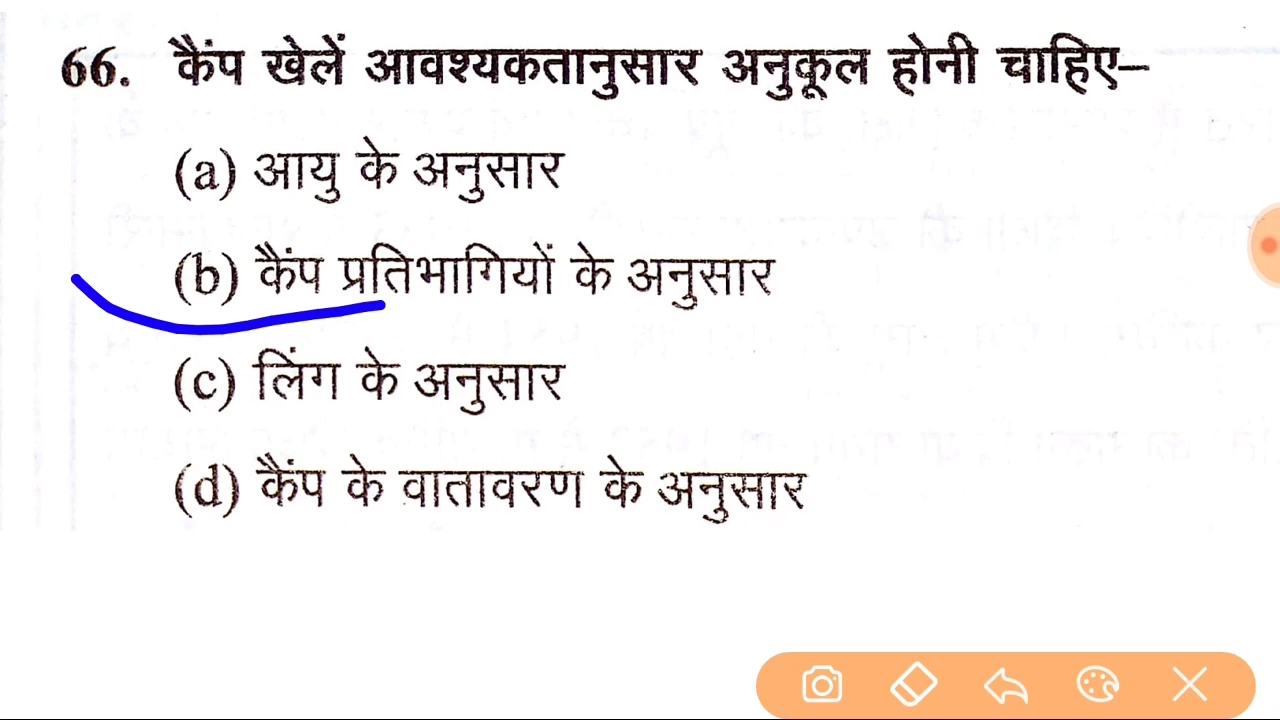 66. कैंप खेलें आवश्यकतानुसार अनुकूल होनी चाहिए–
(a) आयु के अनुसार
(b) कैंप प्रतिभागियों के अनुसार
(c) लिंग के अनुसार
(d) कैंप के वातावरण के अनुसार